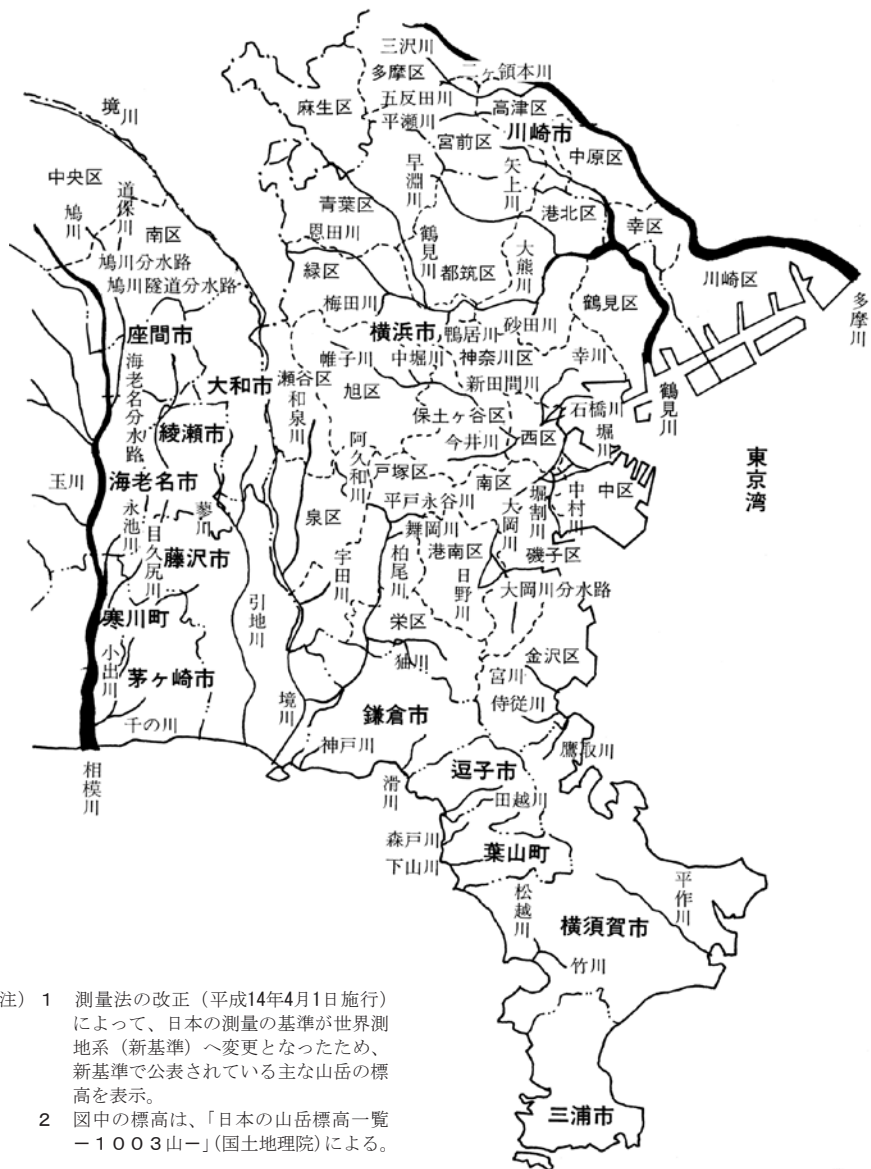 三沢川
多摩区
二ヶ領本川
麻生区
五反田川
高津区
平瀬川
川崎市
宮前区
中原区
境川
中央区
道保川
鳩川
南区
鳩川分水路
鳩川隧道分水路
早淵川
矢上川
青葉区
恩田川
港北区
幸区
鶴見川
大熊川
緑区
都筑区
川崎区
多摩川
梅田川
鶴見区
座間市
横浜市
鴨居川
砂田川
帷子川
中堀川
神奈川区
幸川
大和市
瀬谷区
旭区
新田間川
海老名分水路
和泉川
石橋川
鶴見川
保土ヶ谷区
堀川
綾瀬市
今井川
西区
阿久和川
東京湾
戸塚区
南区
玉川
海老名市
平戸永谷川
大岡川
堀割川
中村川
中区
泉区
永池川
目久尻川
蓼川
舞岡川
港南区
磯子区
藤沢市
宇田川
柏尾川
日野川
大岡川分水路
引地川
寒川町
栄区
金沢区
小出川
㹨川
宮川
茅ヶ崎市
境川
侍従川
千の川
鎌倉市
神戸川
鷹取川
相模川
逗子市
滑川
田越川
森戸川
葉山町
下山川
松越川
平作川
横須賀市
竹川
三浦市
注） 1 測量法の改正（平成14年4月1日施行）
によって、日本の測量の基準が世界測
地系（新基準）へ変更となったため、
新基準で公表されている主な山岳の標
高を表示。
2 図中の標高は、「日本の山岳標高一覧
－１００３山－」（国土地理院）による。